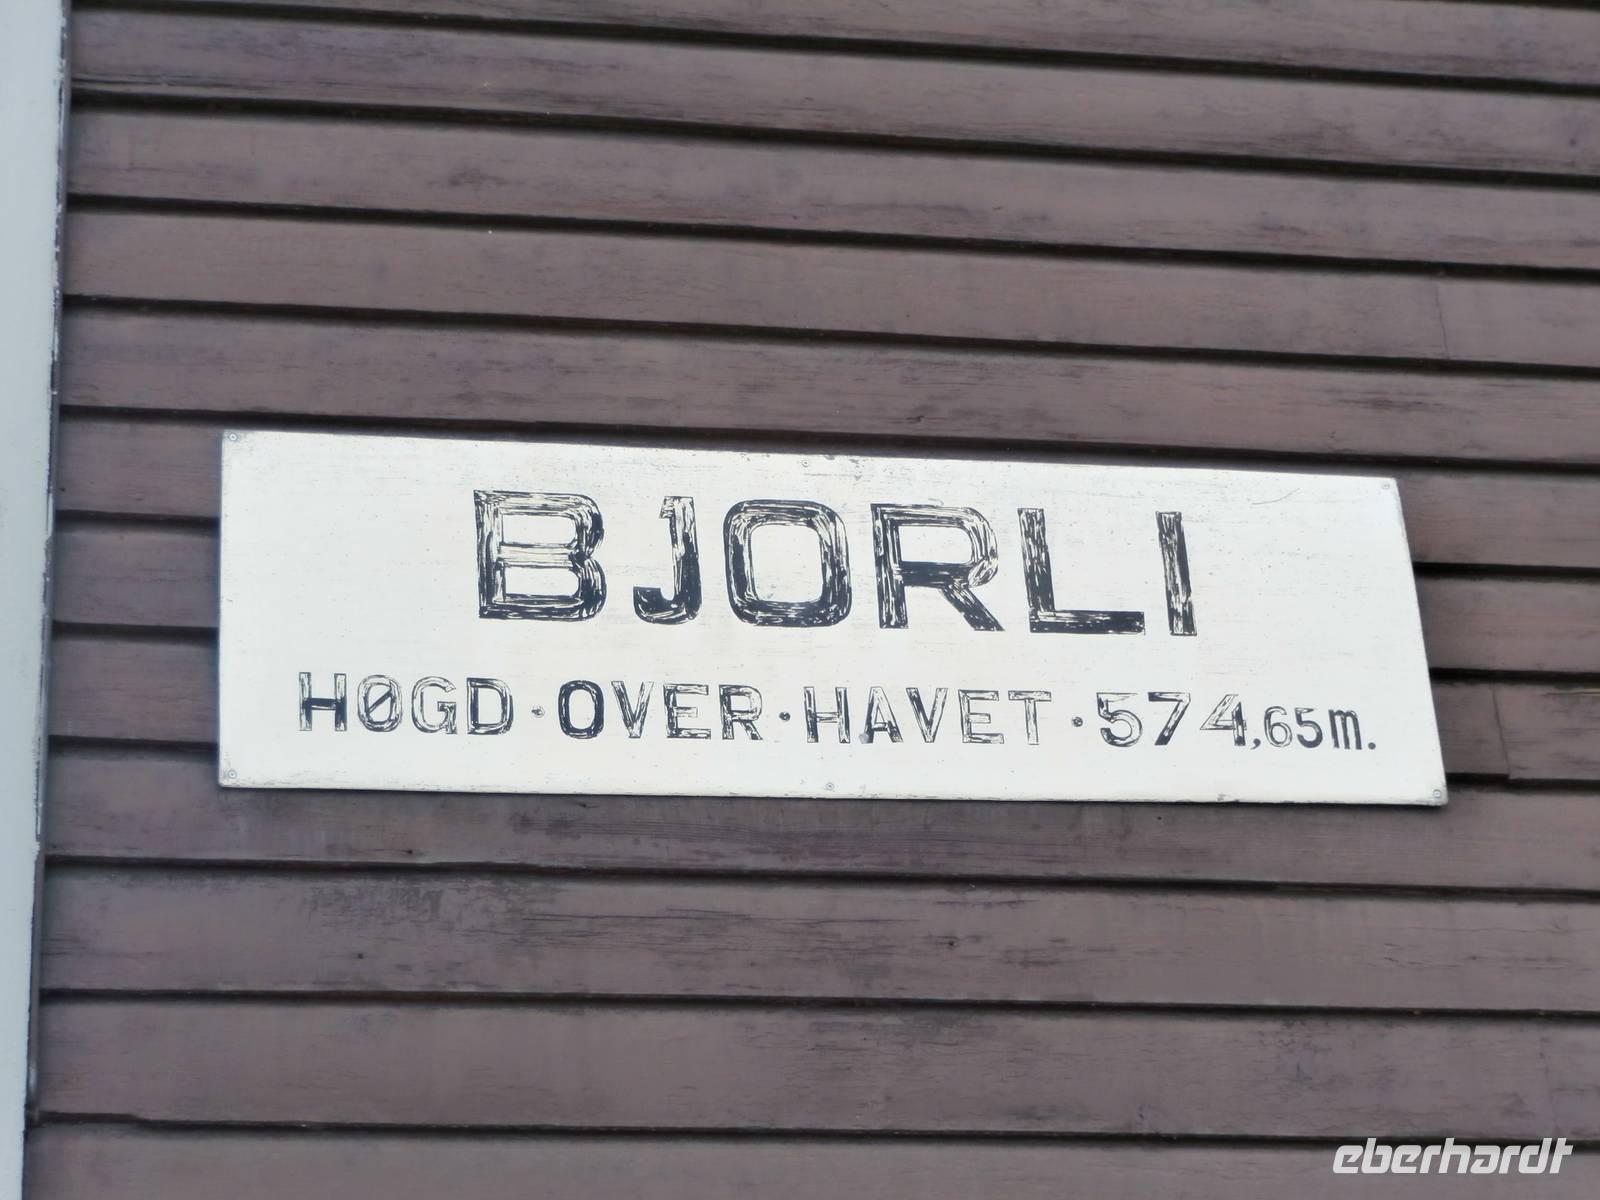 BJORLI
HØGD · OVER · HAVET · 574,65m.
eberhardt